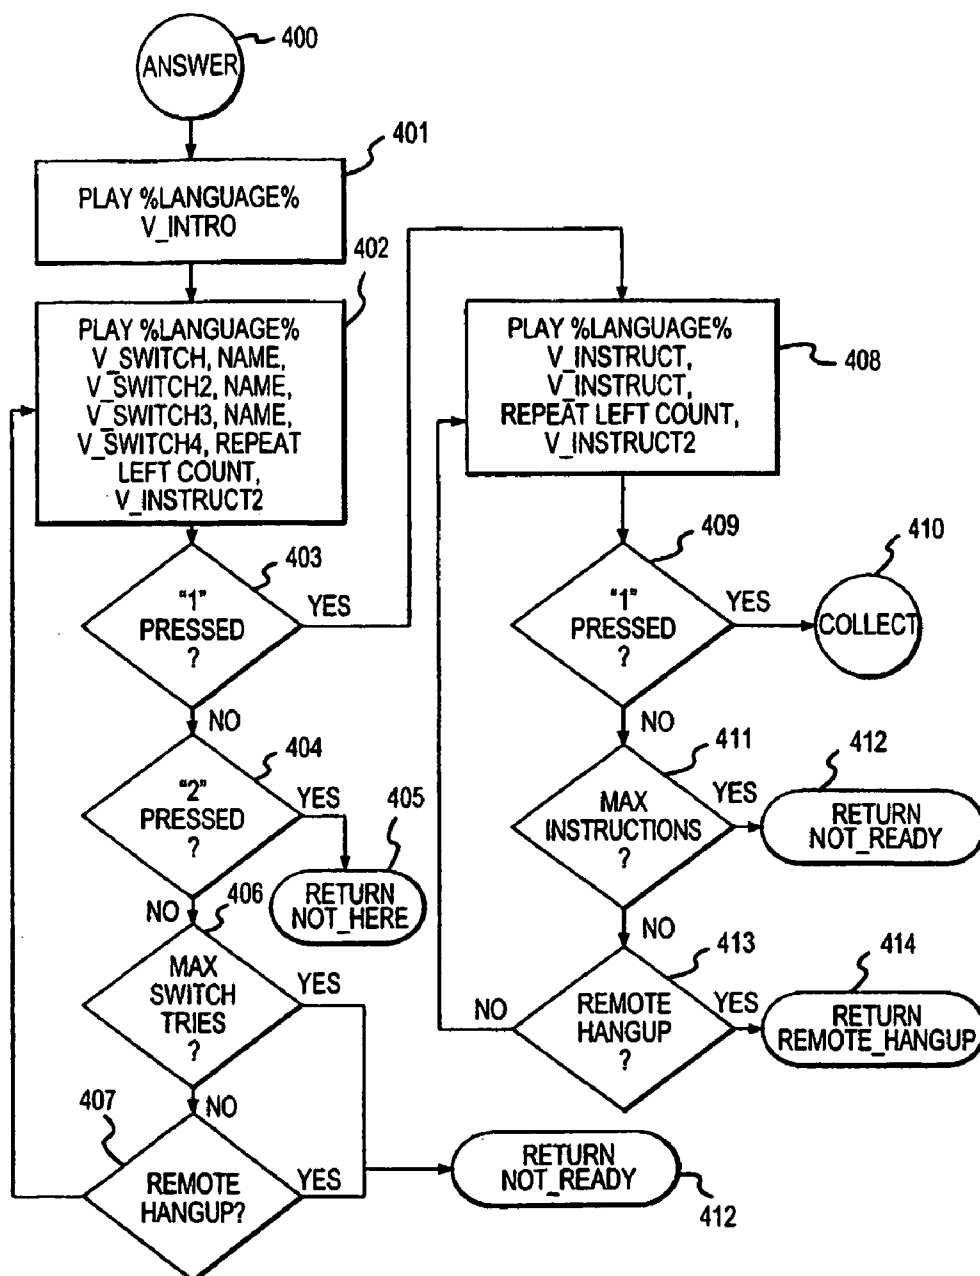 400
ANSWER
401
PLAY %LANGUAGE%
V_INTRO
402
PLAY %LANGUAGE%
V_SWITCH, NAME,
V_SWITCH2, NAME,
V_SWITCH3, NAME,
V_SWITCH4, REPEAT
LEFT COUNT,
V_INSTRUCT2
403
"1"
PRESSED
?
YES
NO
404
"2"
PRESSED
?
YES
405
RETURN
NOT_HERE
NO
406
MAX
SWITCH
TRIES
?
YES
NO
407
REMOTE
HANGUP?
YES
RETURN
NOT_READY
412
PLAY %LANGUAGE%
V_INSTRUCT,
V_INSTRUCT,
REPEAT LEFT COUNT,
V_INSTRUCT2
408
409
"1"
PRESSED
?
YES
410
COLLECT
NO
411
MAX
INSTRUCTIONS
?
YES
412
RETURN
NOT_READY
NO
413
REMOTE
HANGUP
?
NO
YES
414
RETURN
REMOTE_HANGUP